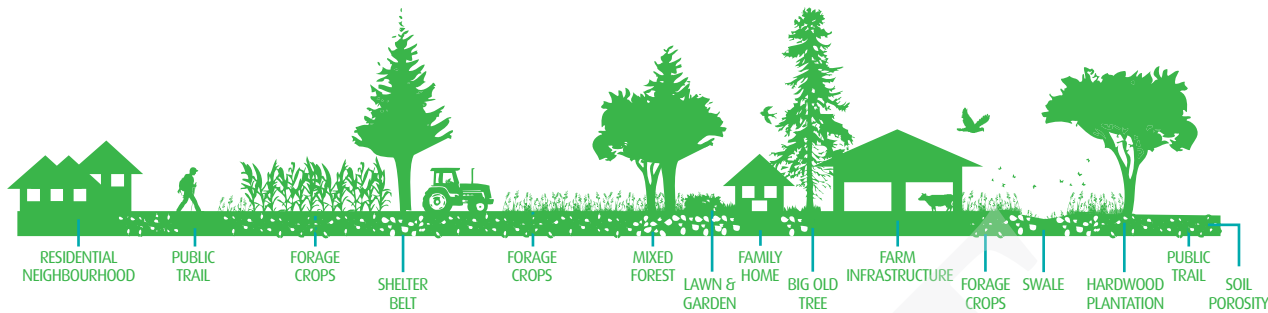 RESIDENTIAL
NEIGHBOURHOOD
PUBLIC
TRAIL
FORAGE
CROPS
SHELTER
BELT
FORAGE
CROPS
MIXED
FOREST
LAWN &
GARDEN
FAMILY
HOME
BIG OLD
TREE
FARM
INFRASTRUCTURE
FORAGE
CROPS
SWALE
HARDWOOD
PLANTATION
PUBLIC
TRAIL
SOIL
POROSITY